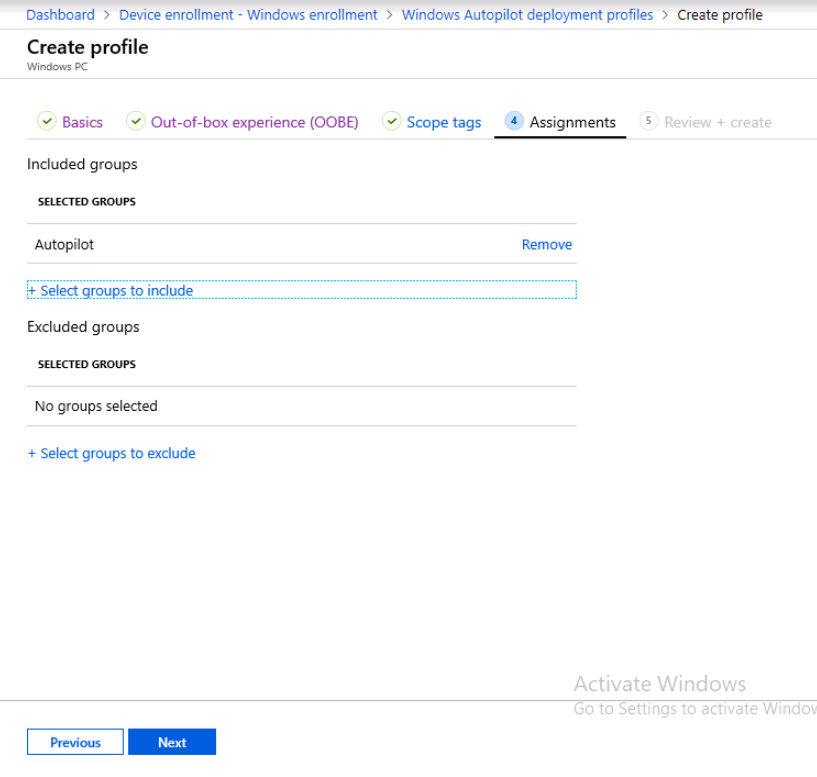 Dashboard > Device enrollment - Windows enrollment > Windows Autopilot deployment profiles > Create profile
Create profile
Windows PC
Basics Out-of-box experience (OOBE) Scope tags 4 Assignments 5 Review + create
Included groups
SELECTED GROUPS
Autopilot Remove
+ Select groups to include
Excluded groups
SELECTED GROUPS
No groups selected
+ Select groups to exclude
Activate Windows
Go to Settings to activate Window
Previous Next